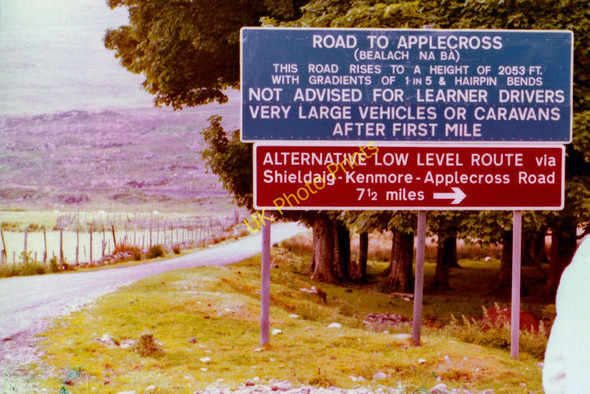 ROAD TO APPLECROSS
(BEALACH NA BÀ)
THIS ROAD RISES TO A HEIGHT OF 2053 FT.
WITH GRADIENTS OF 1 IN 5 & HAIRPIN BENDS
NOT ADVISED FOR LEARNER DRIVERS
VERY LARGE VEHICLES OR CARAVANS
AFTER FIRST MILE
ALTERNATIVE LOW LEVEL ROUTE via
Shieldaig-Kenmore-Applecross Road
7½ miles →
UK Photo Prints